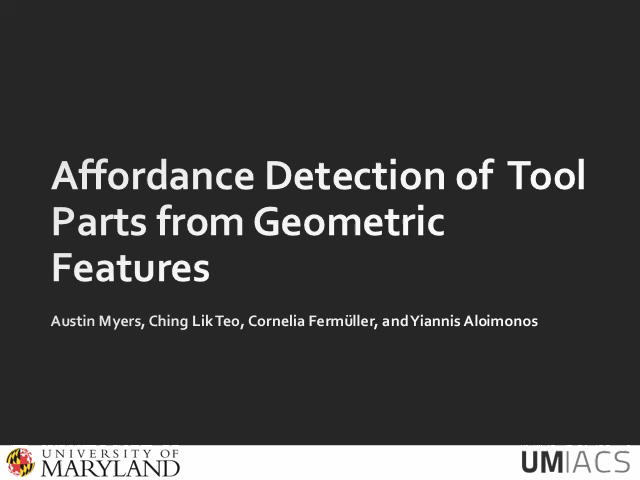 Affordance Detection of Tool
Parts from Geometric
Features
Austin Myers, Ching Lik Teo, Cornelia Fermüller, and Yiannis Aloimonos
UNIVERSITY OF
MARYLAND
UMIACS